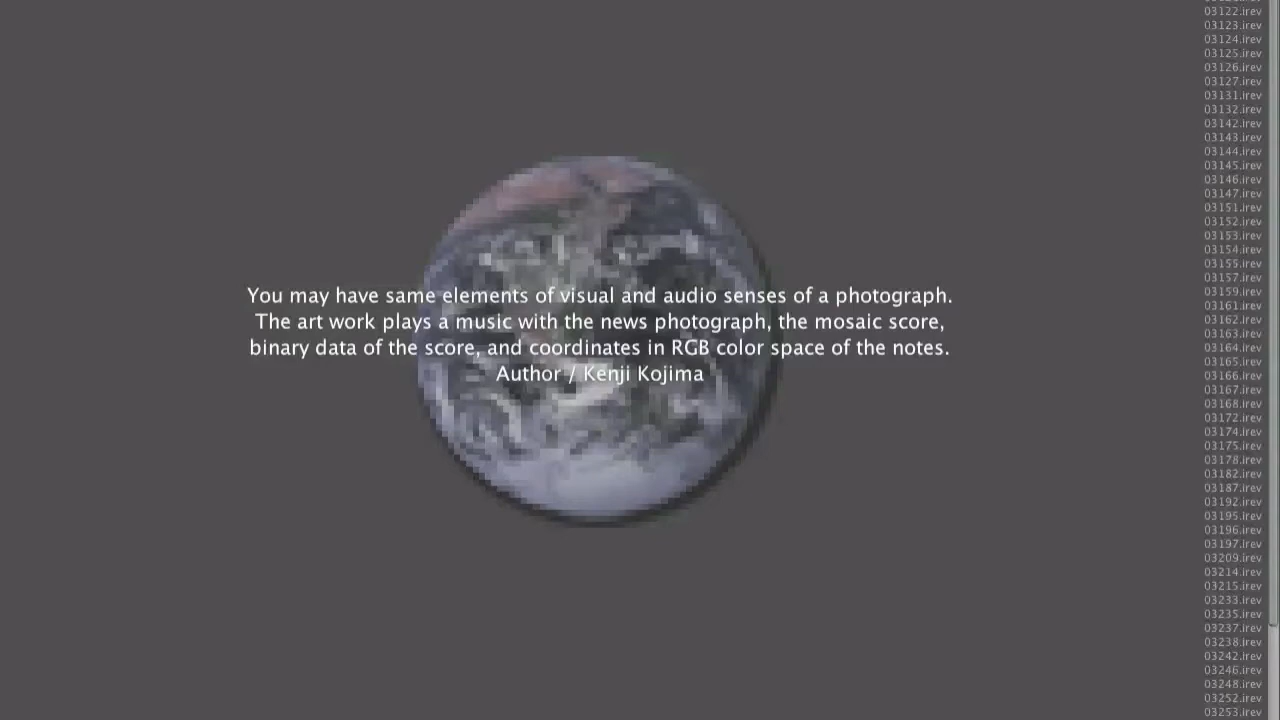 You may have same elements of visual and audio senses of a photograph.
The art work plays a music with the news photograph, the mosaic score,
binary data of the score, and coordinates in RGB color space of the notes.
Author / Kenji Kojima
03122.irev
03123.irev
03124.irev
03125.irev
03126.irev
03127.irev
03131.irev
03132.irev
03142.irev
03143.irev
03144.irev
03145.irev
03146.irev
03147.irev
03151.irev
03152.irev
03153.irev
03154.irev
03155.irev
03157.irev
03159.irev
03161.irev
03162.irev
03163.irev
03164.irev
03165.irev
03166.irev
03167.irev
03168.irev
03172.irev
03174.irev
03175.irev
03178.irev
03182.irev
03187.irev
03192.irev
03195.irev
03196.irev
03197.irev
03209.irev
03214.irev
03215.irev
03233.irev
03235.irev
03237.irev
03238.irev
03242.irev
03246.irev
03248.irev
03252.irev
03253.irev